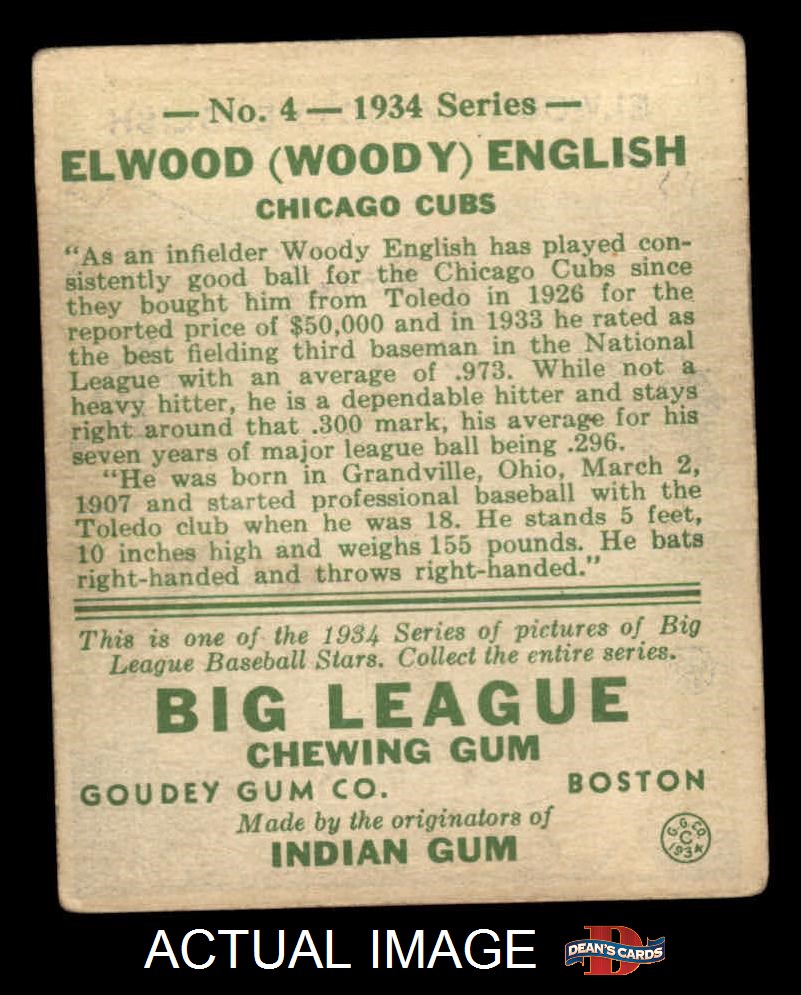 — No. 4 — 1934 Series —
ELWOOD (WOODY) ENGLISH
CHICAGO CUBS
"As an infielder Woody English has played con-
sistently good ball for the Chicago Cubs since
they bought him from Toledo in 1926 for the
reported price of $50,000 and in 1933 he rated as
the best fielding third baseman in the National
League with an average of .973. While not a
heavy hitter, he is a dependable hitter and stays
right around that .300 mark, his average for his
seven years of major league ball being .296.
"He was born in Grandville, Ohio, March 2,
1907 and started professional baseball with the
Toledo club when he was 18. He stands 5 feet,
10 inches high and weighs 155 pounds. He bats
right-handed and throws right-handed."
This is one of the 1934 Series of pictures of Big
League Baseball Stars. Collect the entire series.
BIG LEAGUE
CHEWING GUM
GOUDEY GUM CO. BOSTON
Made by the originators of
INDIAN GUM
G.G.CO.
C
1934
ACTUAL IMAGE
D
DEAN'S CARDS